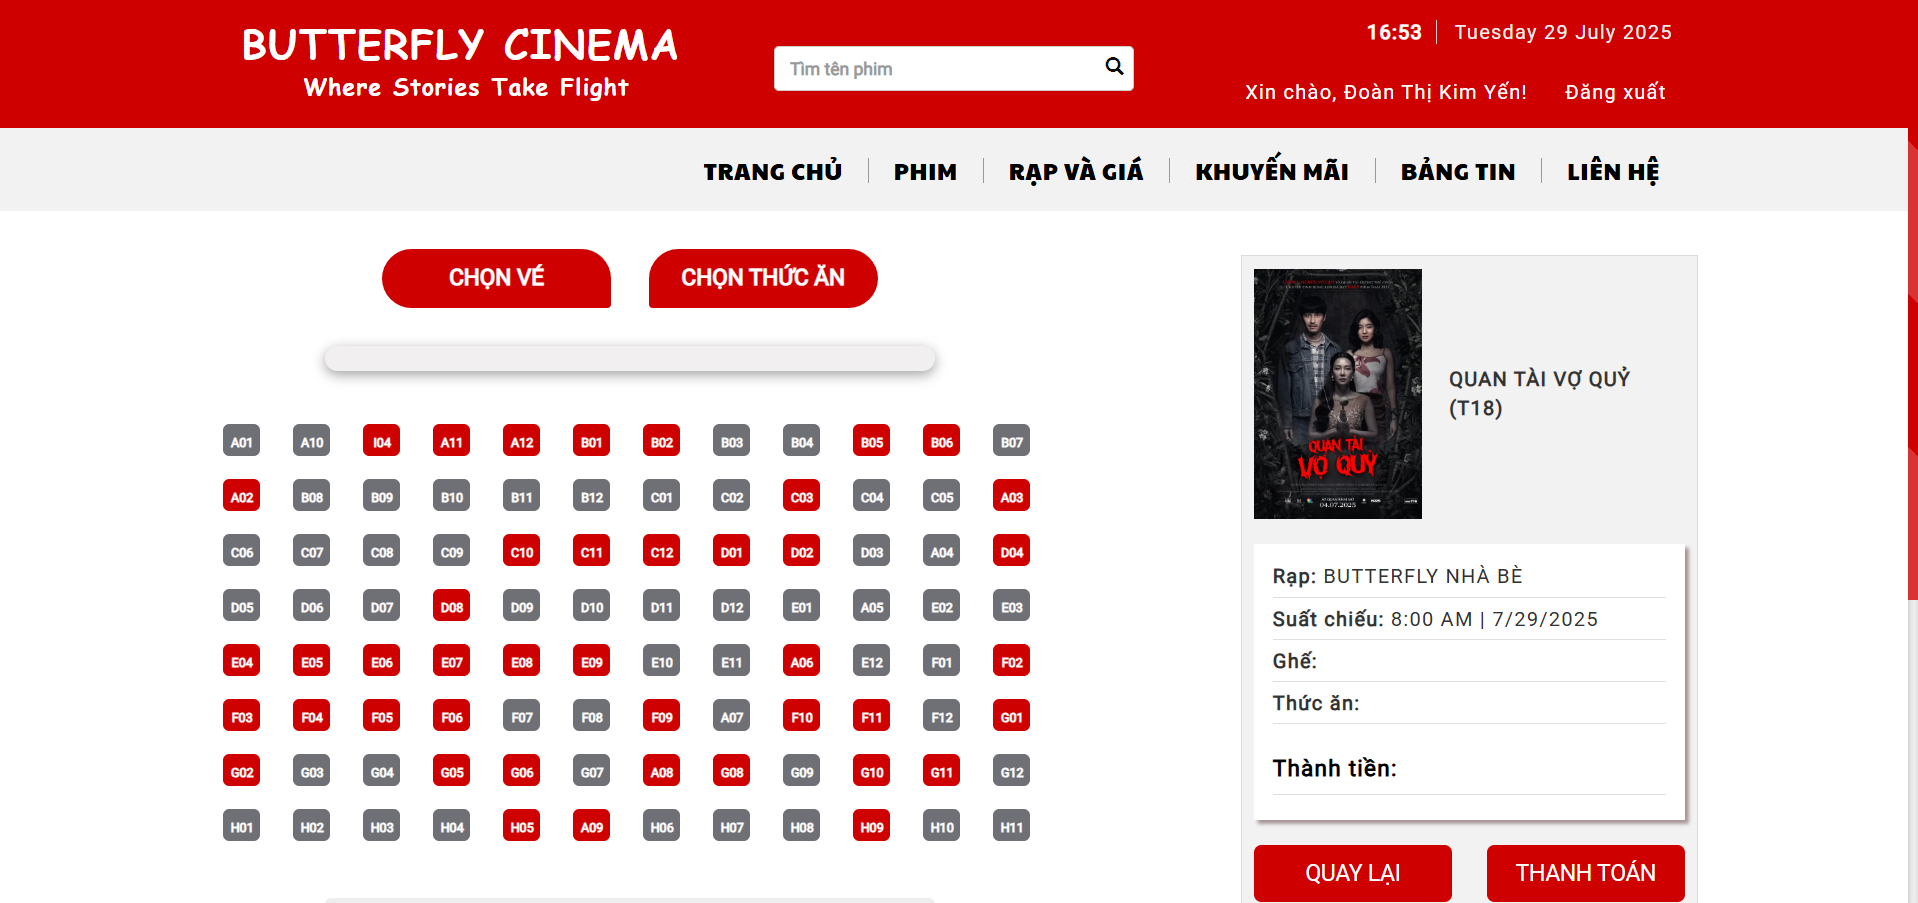 BUTTERFLY CINEMA
Where Stories Take Flight
Tìm tên phim
16:53 Tuesday 29 July 2025
Xin chào, Đoàn Thị Kim Yến! Đăng xuất
TRANG CHỦ PHIM RẠP VÀ GIÁ KHUYẾN MÃI BẢNG TIN LIÊN HỆ
CHỌN VÉ CHỌN THỨC ĂN
A01 A10 I04 A11 A12 B01 B02 B03 B04 B05 B06 B07
A02 B08 B09 B10 B11 B12 C01 C02 C03 C04 C05 A03
C06 C07 C08 C09 C10 C11 C12 D01 D02 D03 A04 D04
D05 D06 D07 D08 D09 D10 D11 D12 E01 A05 E02 E03
E04 E05 E06 E07 E08 E09 E10 E11 A06 E12 F01 F02
F03 F04 F05 F06 F07 F08 F09 A07 F10 F11 F12 G01
G02 G03 G04 G05 G06 G07 A08 G08 G09 G10 G11 G12
H01 H02 H03 H04 H05 A09 H06 H07 H08 H09 H10 H11
QUAN TÀI
VỢ QUỶ
04.07.2025
QUAN TÀI VỢ QUỶ
(T18)
Rạp: BUTTERFLY NHÀ BÈ
Suất chiếu: 8:00 AM | 7/29/2025
Ghế:
Thức ăn:
Thành tiền:
QUAY LẠI THANH TOÁN